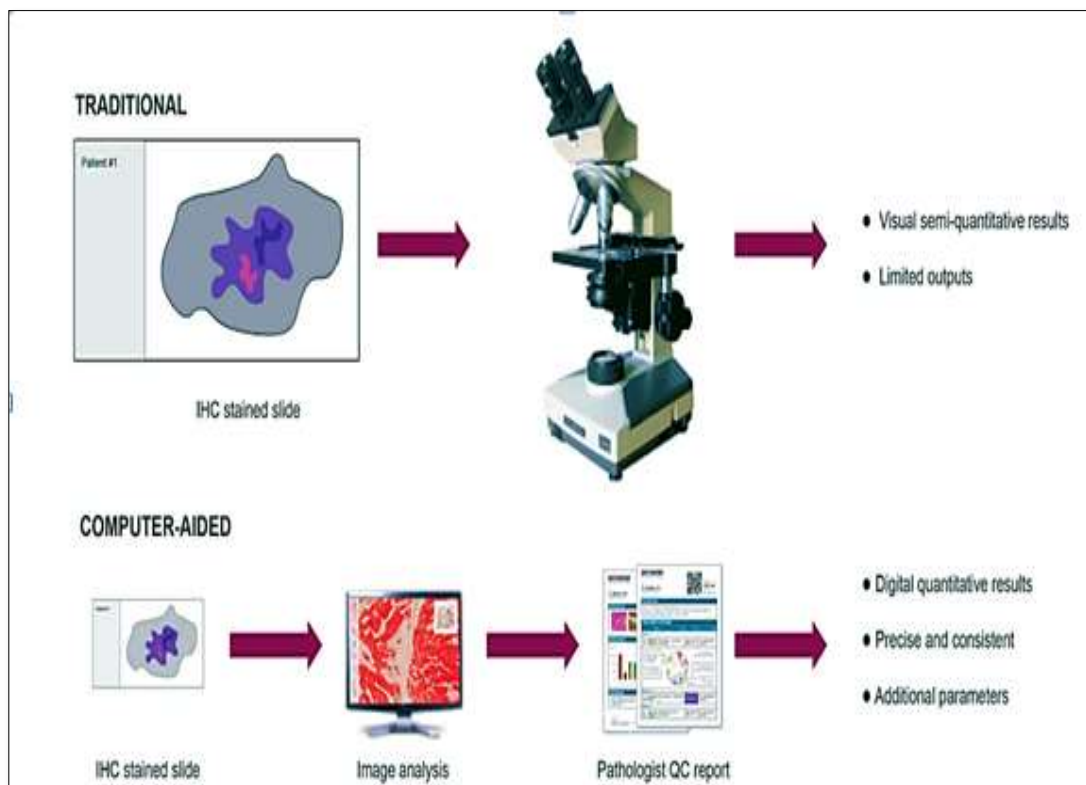 TRADITIONAL
Patient #1
IHC stained slide
● Visual semi-quantitative results
● Limited outputs
COMPUTER-AIDED
IHC stained slide
Image analysis
Pathologist QC report
● Digital quantitative results
● Precise and consistent
● Additional parameters